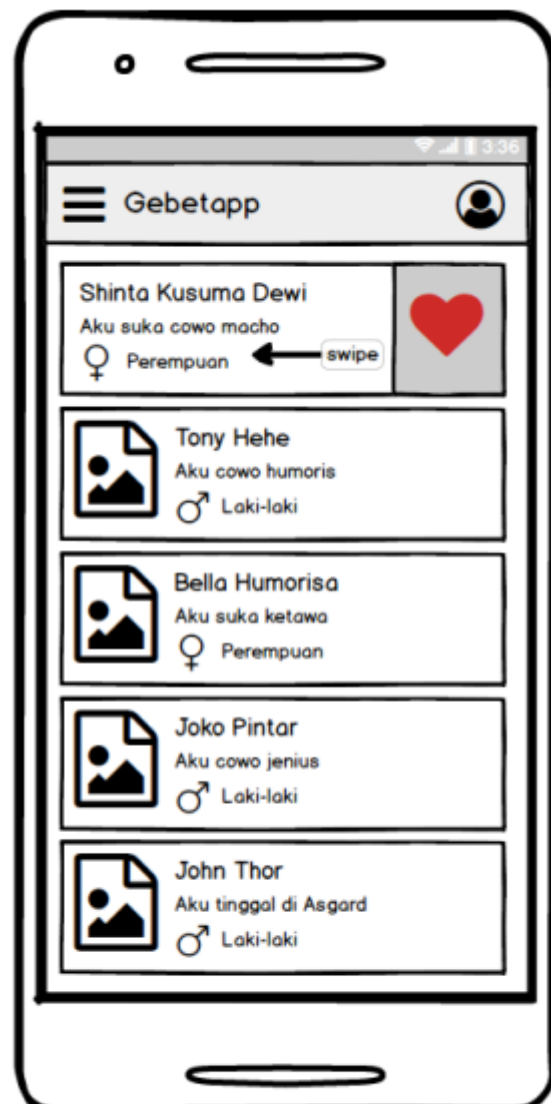 3:36
Gebetapp
Shinta Kusuma Dewi
Aku suka cowo macho
Perempuan
swipe
Tony Hehe
Aku cowo humoris
Laki-laki
Bella Humorisa
Aku suka ketawa
Perempuan
Joko Pintar
Aku cowo jenius
Laki-laki
John Thor
Aku tinggal di Asgard
Laki-laki